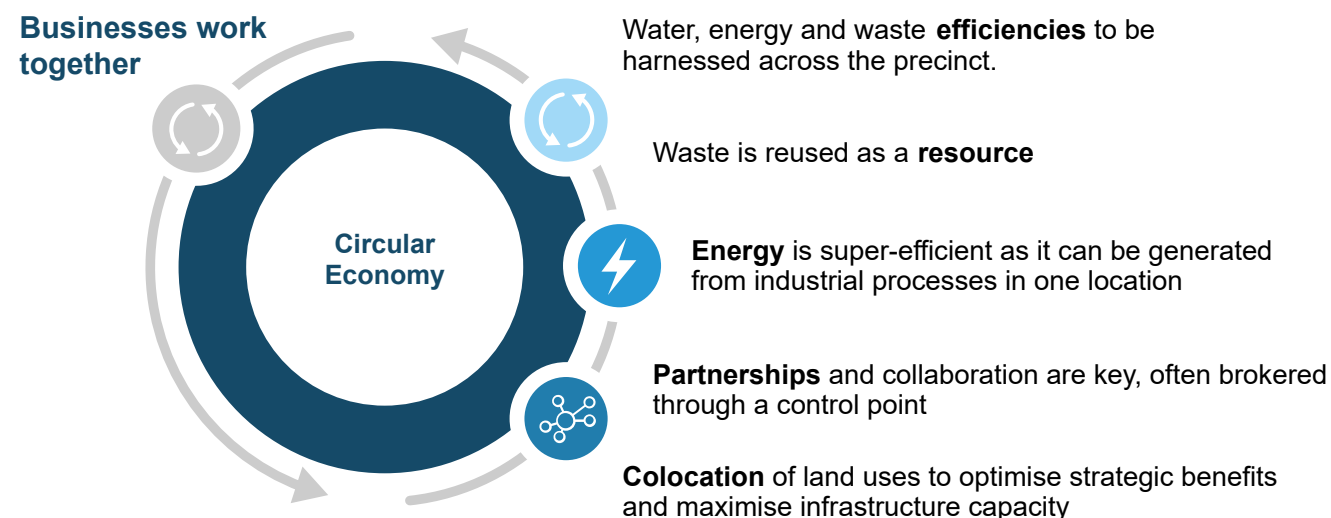 Businesses work
together
Water, energy and waste efficiencies to be
harnessed across the precinct.
Waste is reused as a resource
Circular
Economy
Energy is super-efficient as it can be generated
from industrial processes in one location
Partnerships and collaboration are key, often brokered
through a control point
Colocation of land uses to optimise strategic benefits
and maximise infrastructure capacity